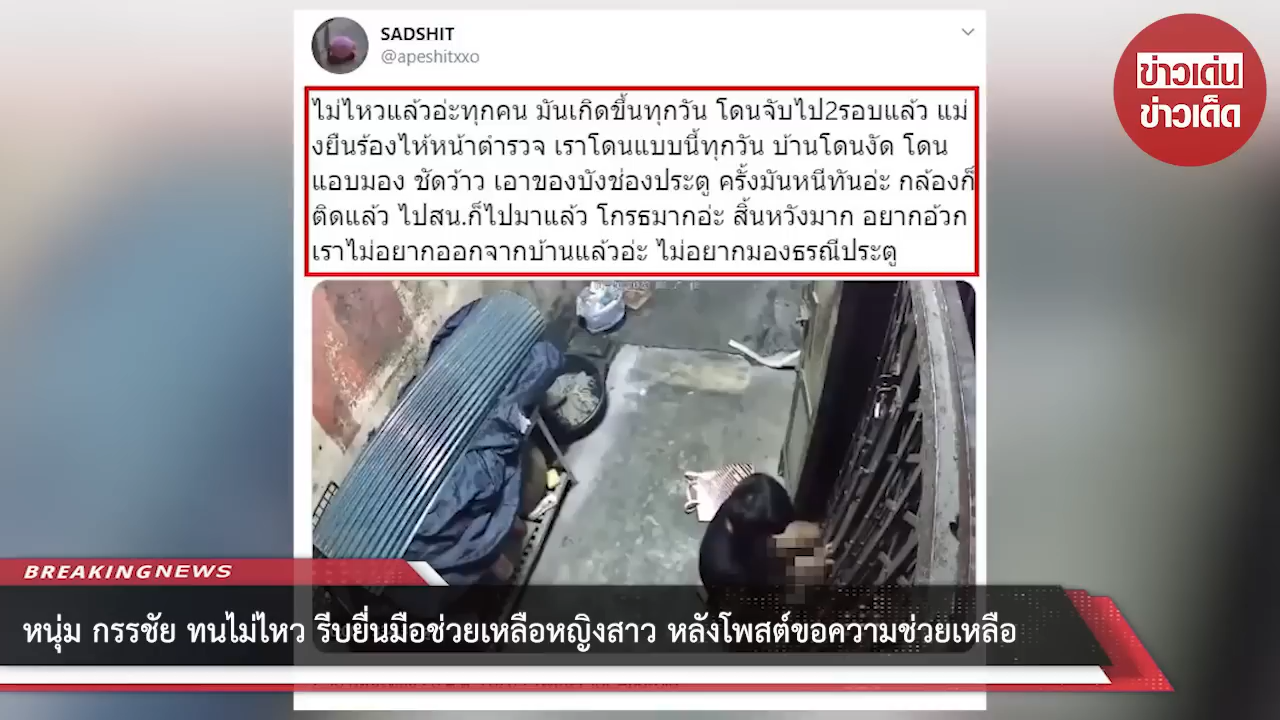 SADSHIT
@apeshitxxo
ข่าวเด่น
ข่าวเด็ด
ไม่ไหวแล้วอ่ะทุกคน มันเกิดขึ้นทุกวัน โดนจับไป2รอบแล้ว แม่
งยืนร้องไห้หน้าตำรวจ เราโดนแบบนี้ทุกวัน บ้านโดนงัด โดน
แอบมอง ชัดว้าว เอาของบังช่องประตู ครั้งมันหนีทันอ่ะ กล้องก็
ติดแล้ว ไปสน.ก็ไปมาแล้ว โกรธมากอ่ะ สิ้นหวังมาก อยากอ้วก
เราไม่อยากออกจากบ้านแล้วอ่ะ ไม่อยากมองธรณีประตู
BREAKINGNEWS
หนุ่ม กรรชัย ทนไม่ไหว รีบยื่นมือช่วยเหลือหญิงสาว หลังโพสต์ขอความช่วยเหลือ